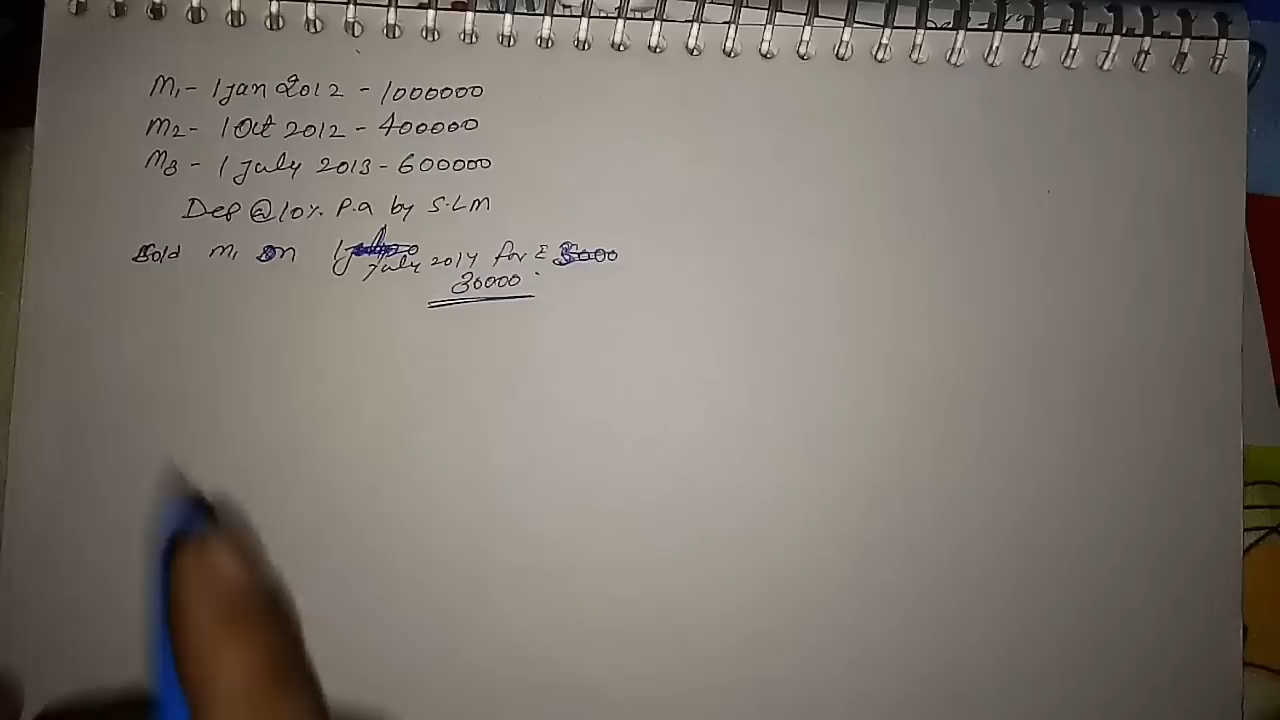 M1- 1 Jan 2012 - 1000000
M2- 1 Oct 2012 - 400000
M3 - 1 July 2013 - 600000
Dep @ 10%. P.a by S.L.M
Sold M1 on 1 July 2014 for
30000